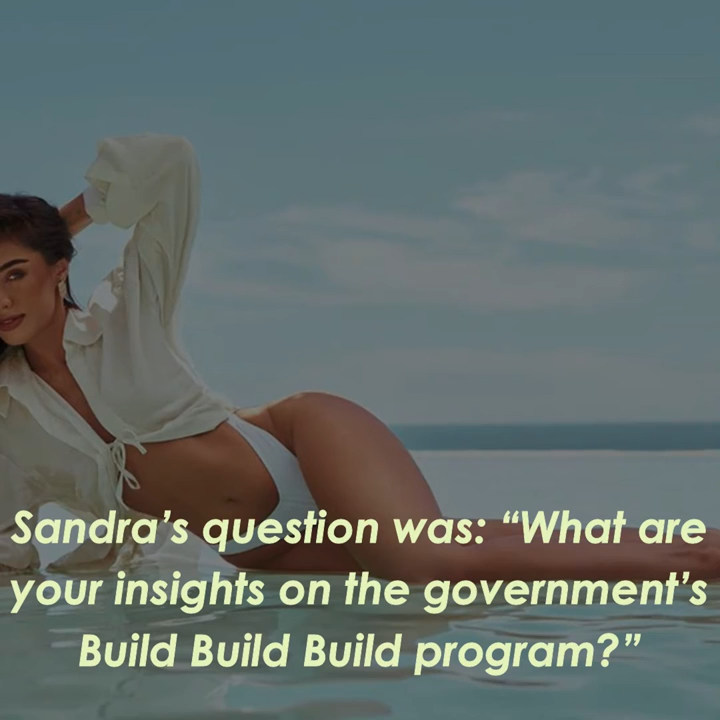 Sandra’s question was: “What are
your insights on the government’s
Build Build Build program?”